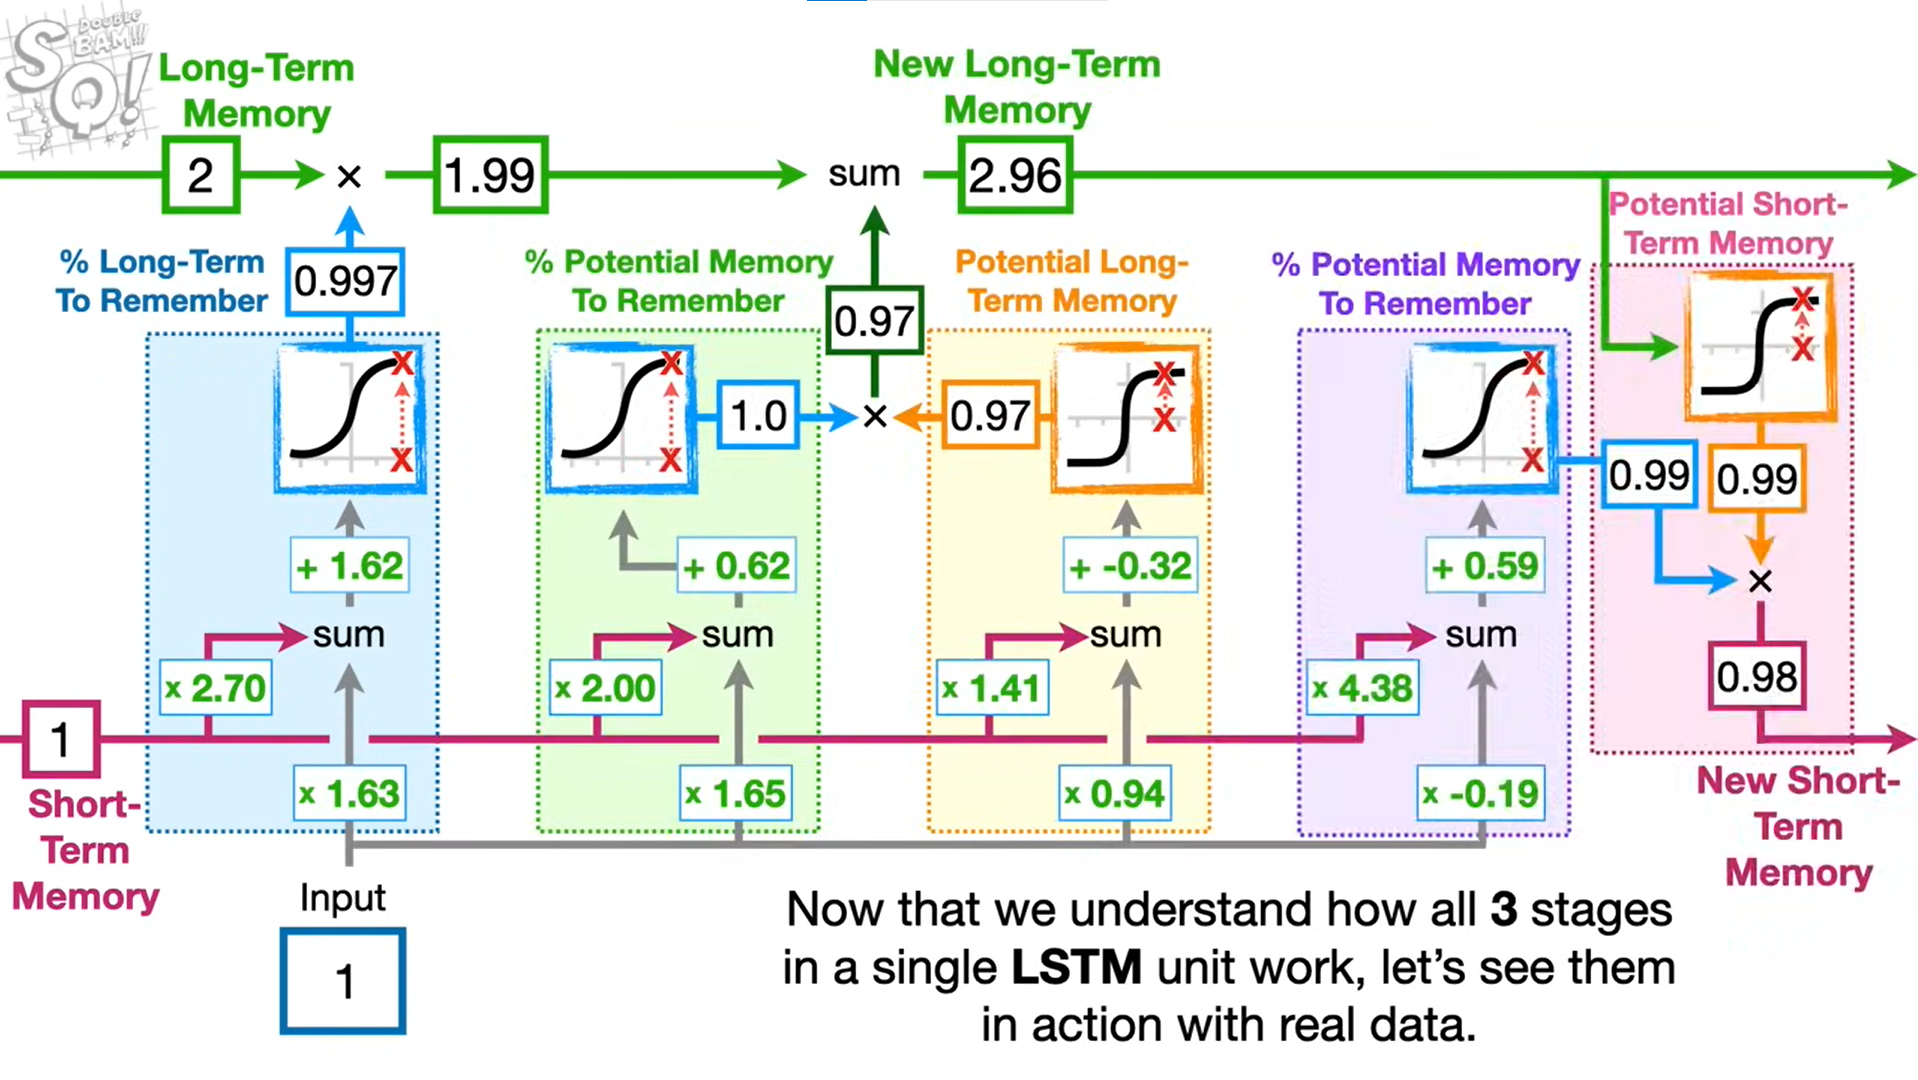 SQ!
DOUBLE
BAM!!!
Long-Term
Memory
New Long-Term
Memory
2
×
1.99
sum
2.96
Potential Short-
Term Memory
% Long-Term
To Remember
0.997
% Potential Memory
To Remember
0.97
Potential Long-
Term Memory
% Potential Memory
To Remember
X
X
X
X
1.0
×
0.97
X
X
X
X
X
X
0.99
0.99
+ 1.62
+ 0.62
+ -0.32
+ 0.59
×
sum
sum
sum
sum
x 2.70
x 2.00
x 1.41
x 4.38
0.98
1
Short-
Term
Memory
x 1.63
x 1.65
x 0.94
x -0.19
New Short-
Term
Memory
Input
1
Now that we understand how all 3 stages
in a single LSTM unit work, let’s see them
in action with real data.